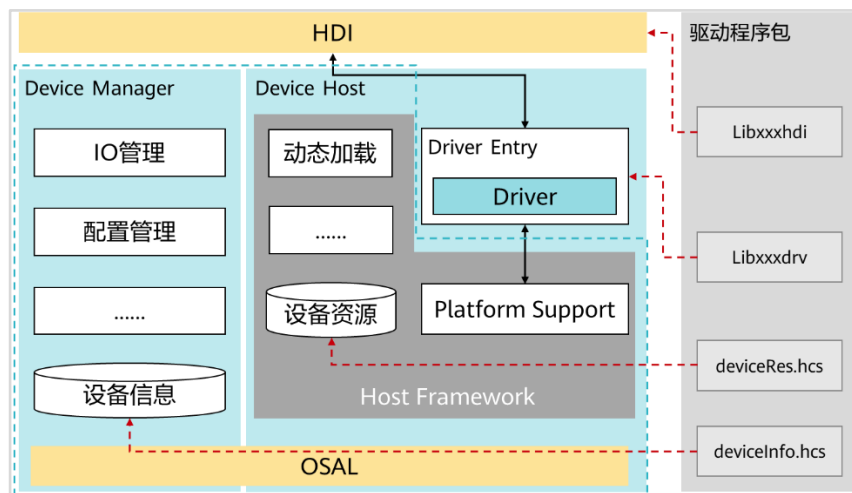 HDI
Device Manager
IO管理
配置管理
……
设备信息
Device Host
动态加载
……
设备资源
Driver Entry
Driver
Platform Support
Host Framework
OSAL
驱动程序包
Libxxxhdi
Libxxxdrv
deviceRes.hcs
deviceInfo.hcs